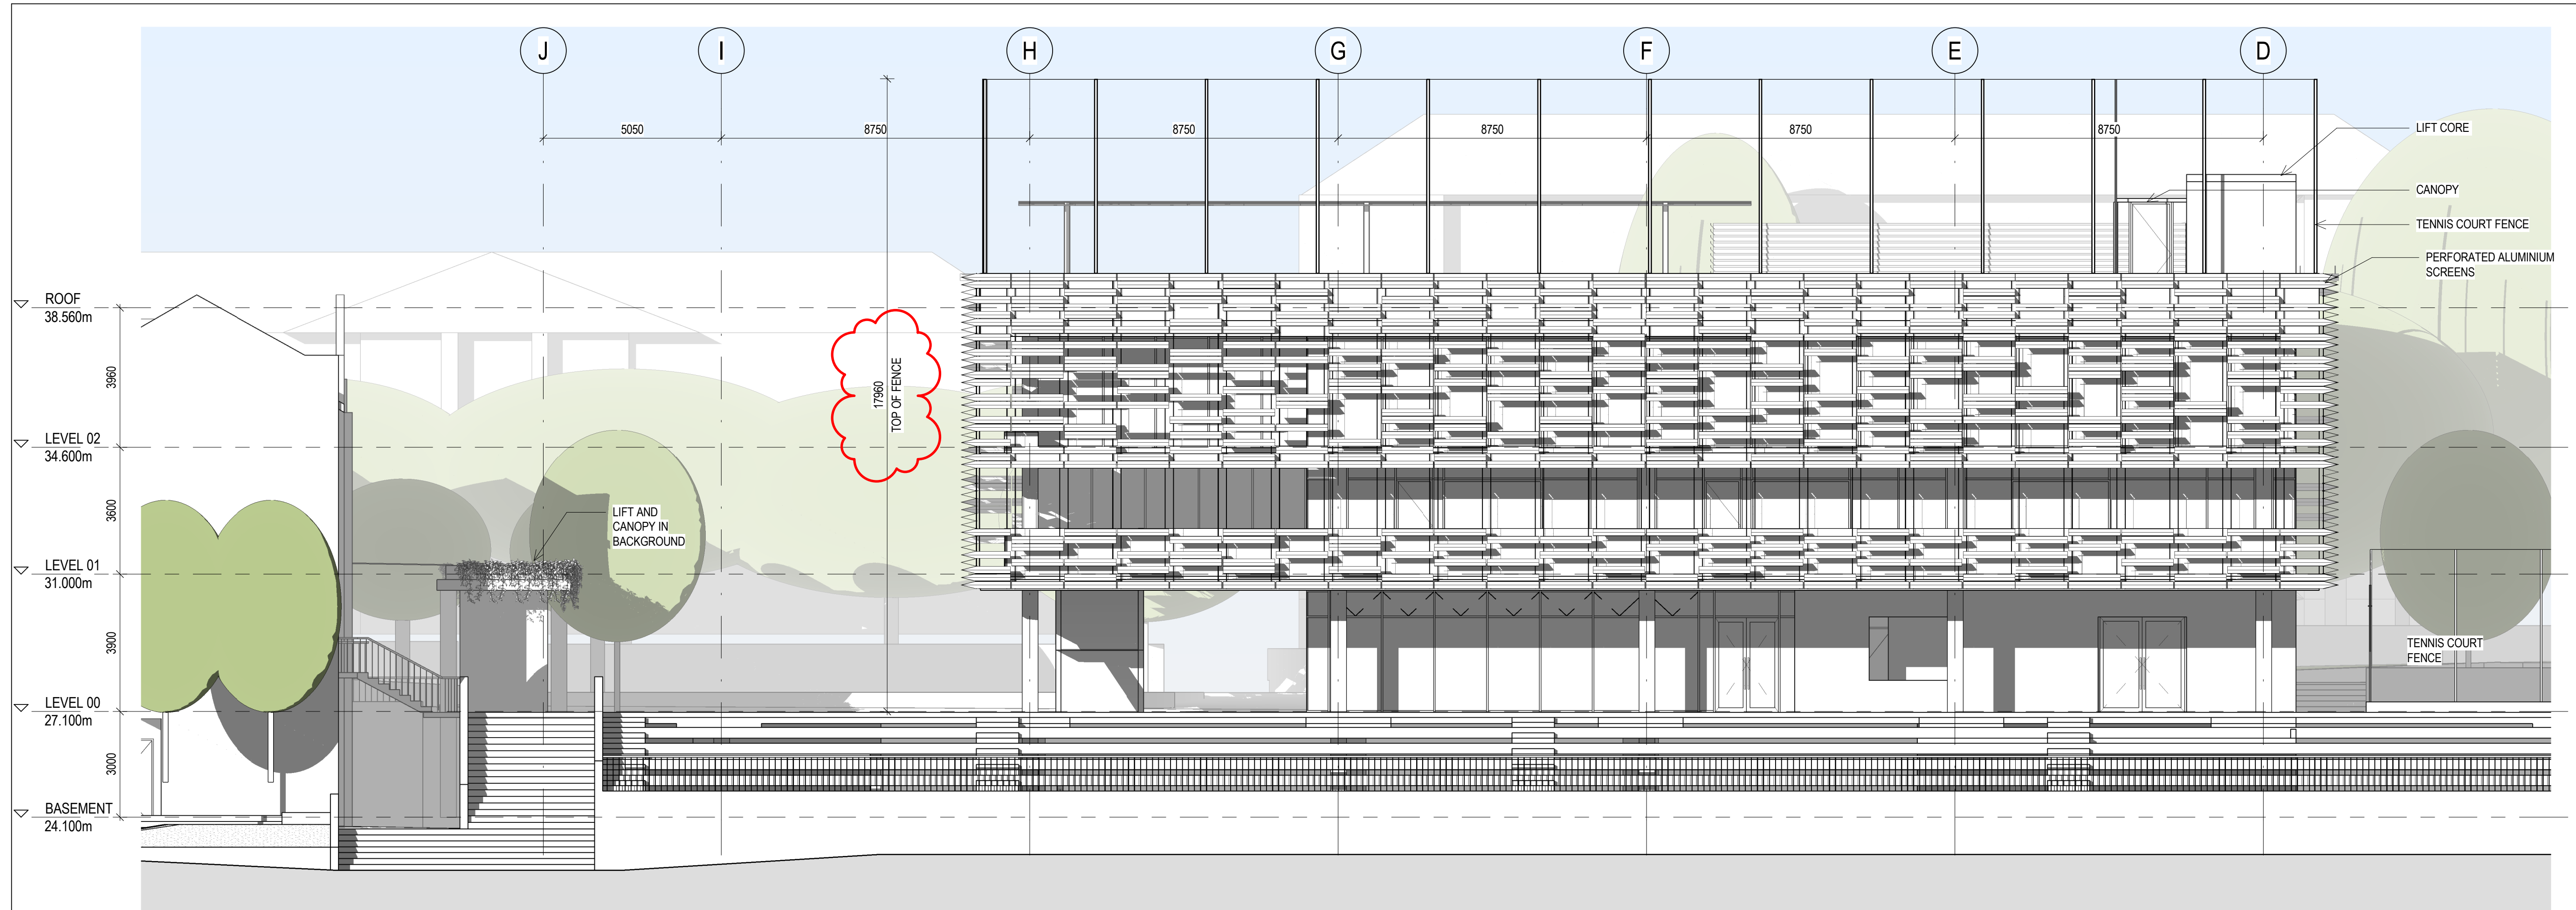 J
I
H
G
F
E
D
5050
8750
8750
8750
8750
8750
LIFT CORE
CANOPY
TENNIS COURT FENCE
PERFORATED ALUMINIUM
SCREENS
ROOF
38.560m
3960
17960
TOP OF FENCE
LEVEL 02
34.600m
3600
LIFT AND
CANOPY IN
BACKGROUND
LEVEL 01
31.000m
3900
TENNIS COURT
FENCE
LEVEL 00
27.100m
3000
BASEMENT
24.100m